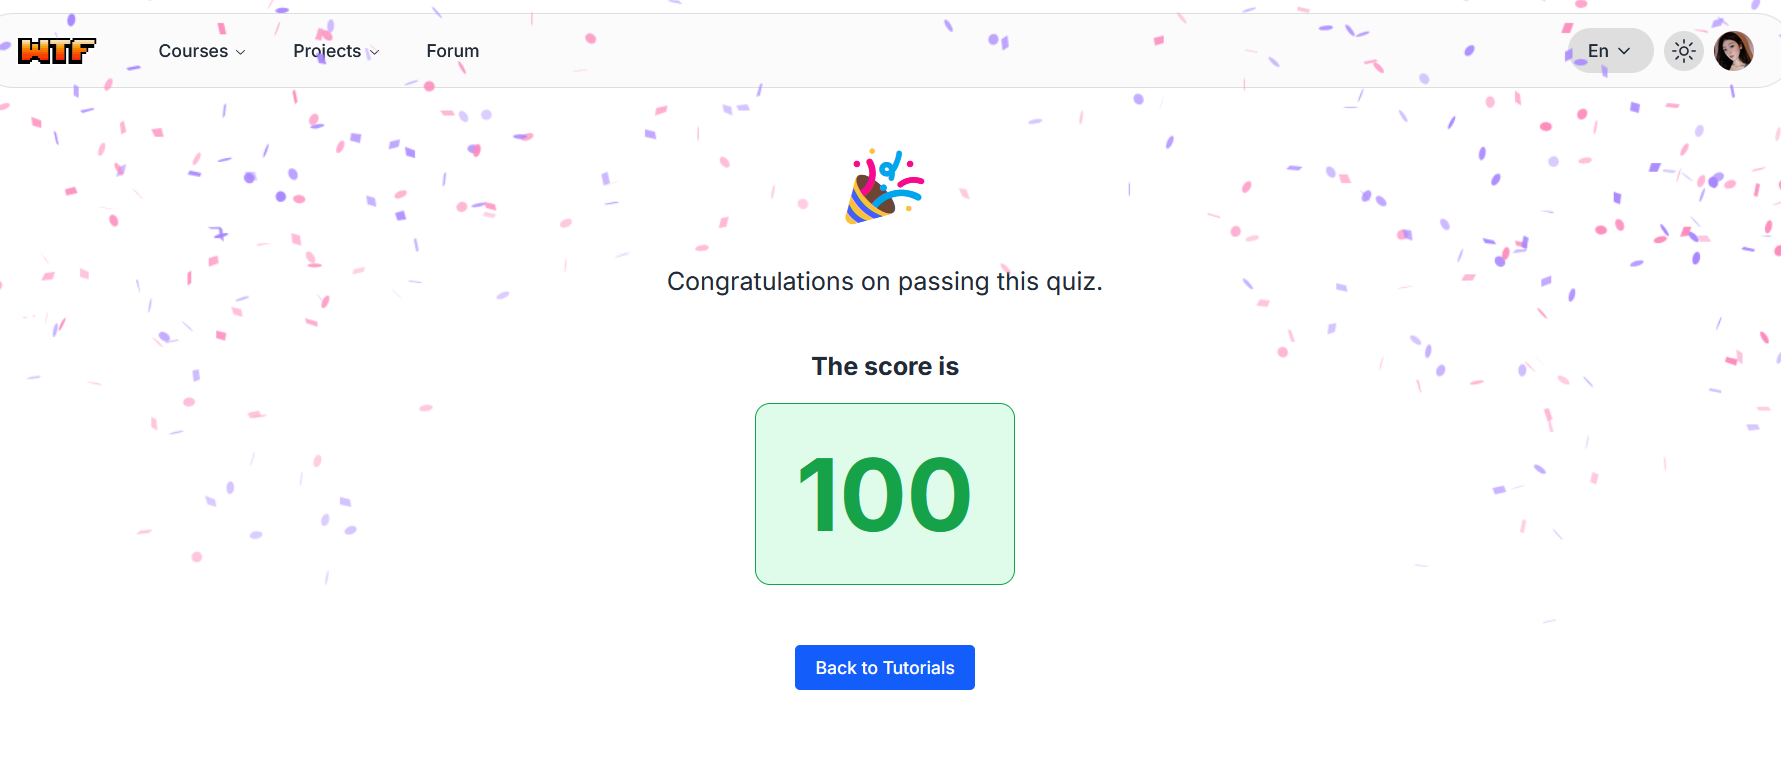 WTF
Courses
Projects
Forum
En
Congratulations on passing this quiz.
The score is
100
Back to Tutorials